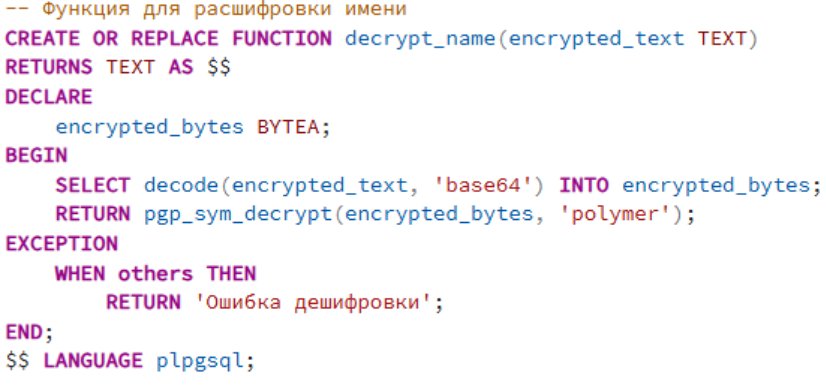 -- Функция для расшифровки имени
CREATE OR REPLACE FUNCTION decrypt_name(encrypted_text TEXT)
RETURNS TEXT AS $$
DECLARE
    encrypted_bytes BYTEA;
BEGIN
    SELECT decode(encrypted_text, 'base64') INTO encrypted_bytes;
    RETURN pgp_sym_decrypt(encrypted_bytes, 'polymer');
EXCEPTION
    WHEN others THEN
        RETURN 'Ошибка дешифровки';
END;
$$ LANGUAGE plpgsql;